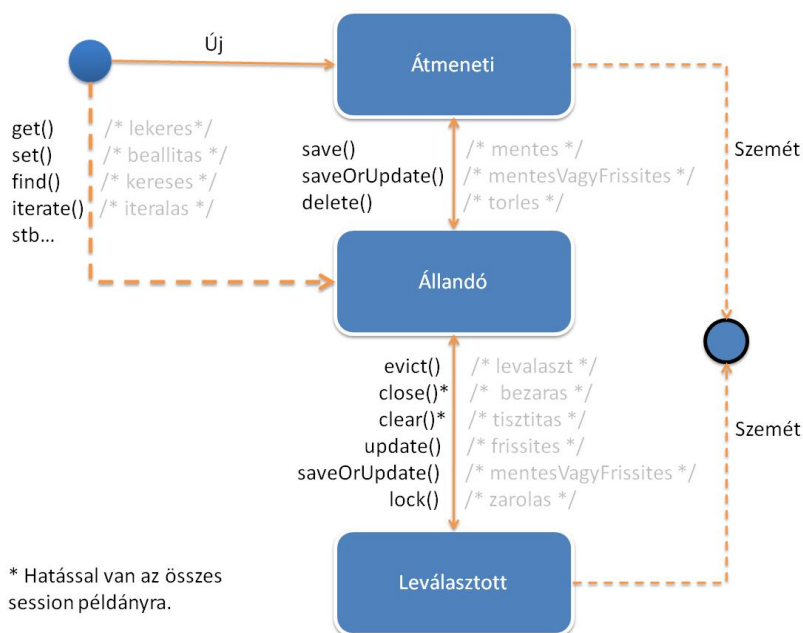 Új
Átmeneti
get() /* lekeres*/
set() /* beallitas */
find() /* kereses */
iterate() /* iteralas */
stb...
save() /* mentes */
saveOrUpdate() /* mentesVagyFrissites */
delete() /* torles */
Szemét
Állandó
evict() /* levalaszt */
close()* /* bezaras */
clear()* /* tisztitas */
update() /* frissites */
saveOrUpdate() /* mentesVagyFrissites */
lock() /* zarolas */
Szemét
Leválasztott
* Hatással van az összes
session példányra.